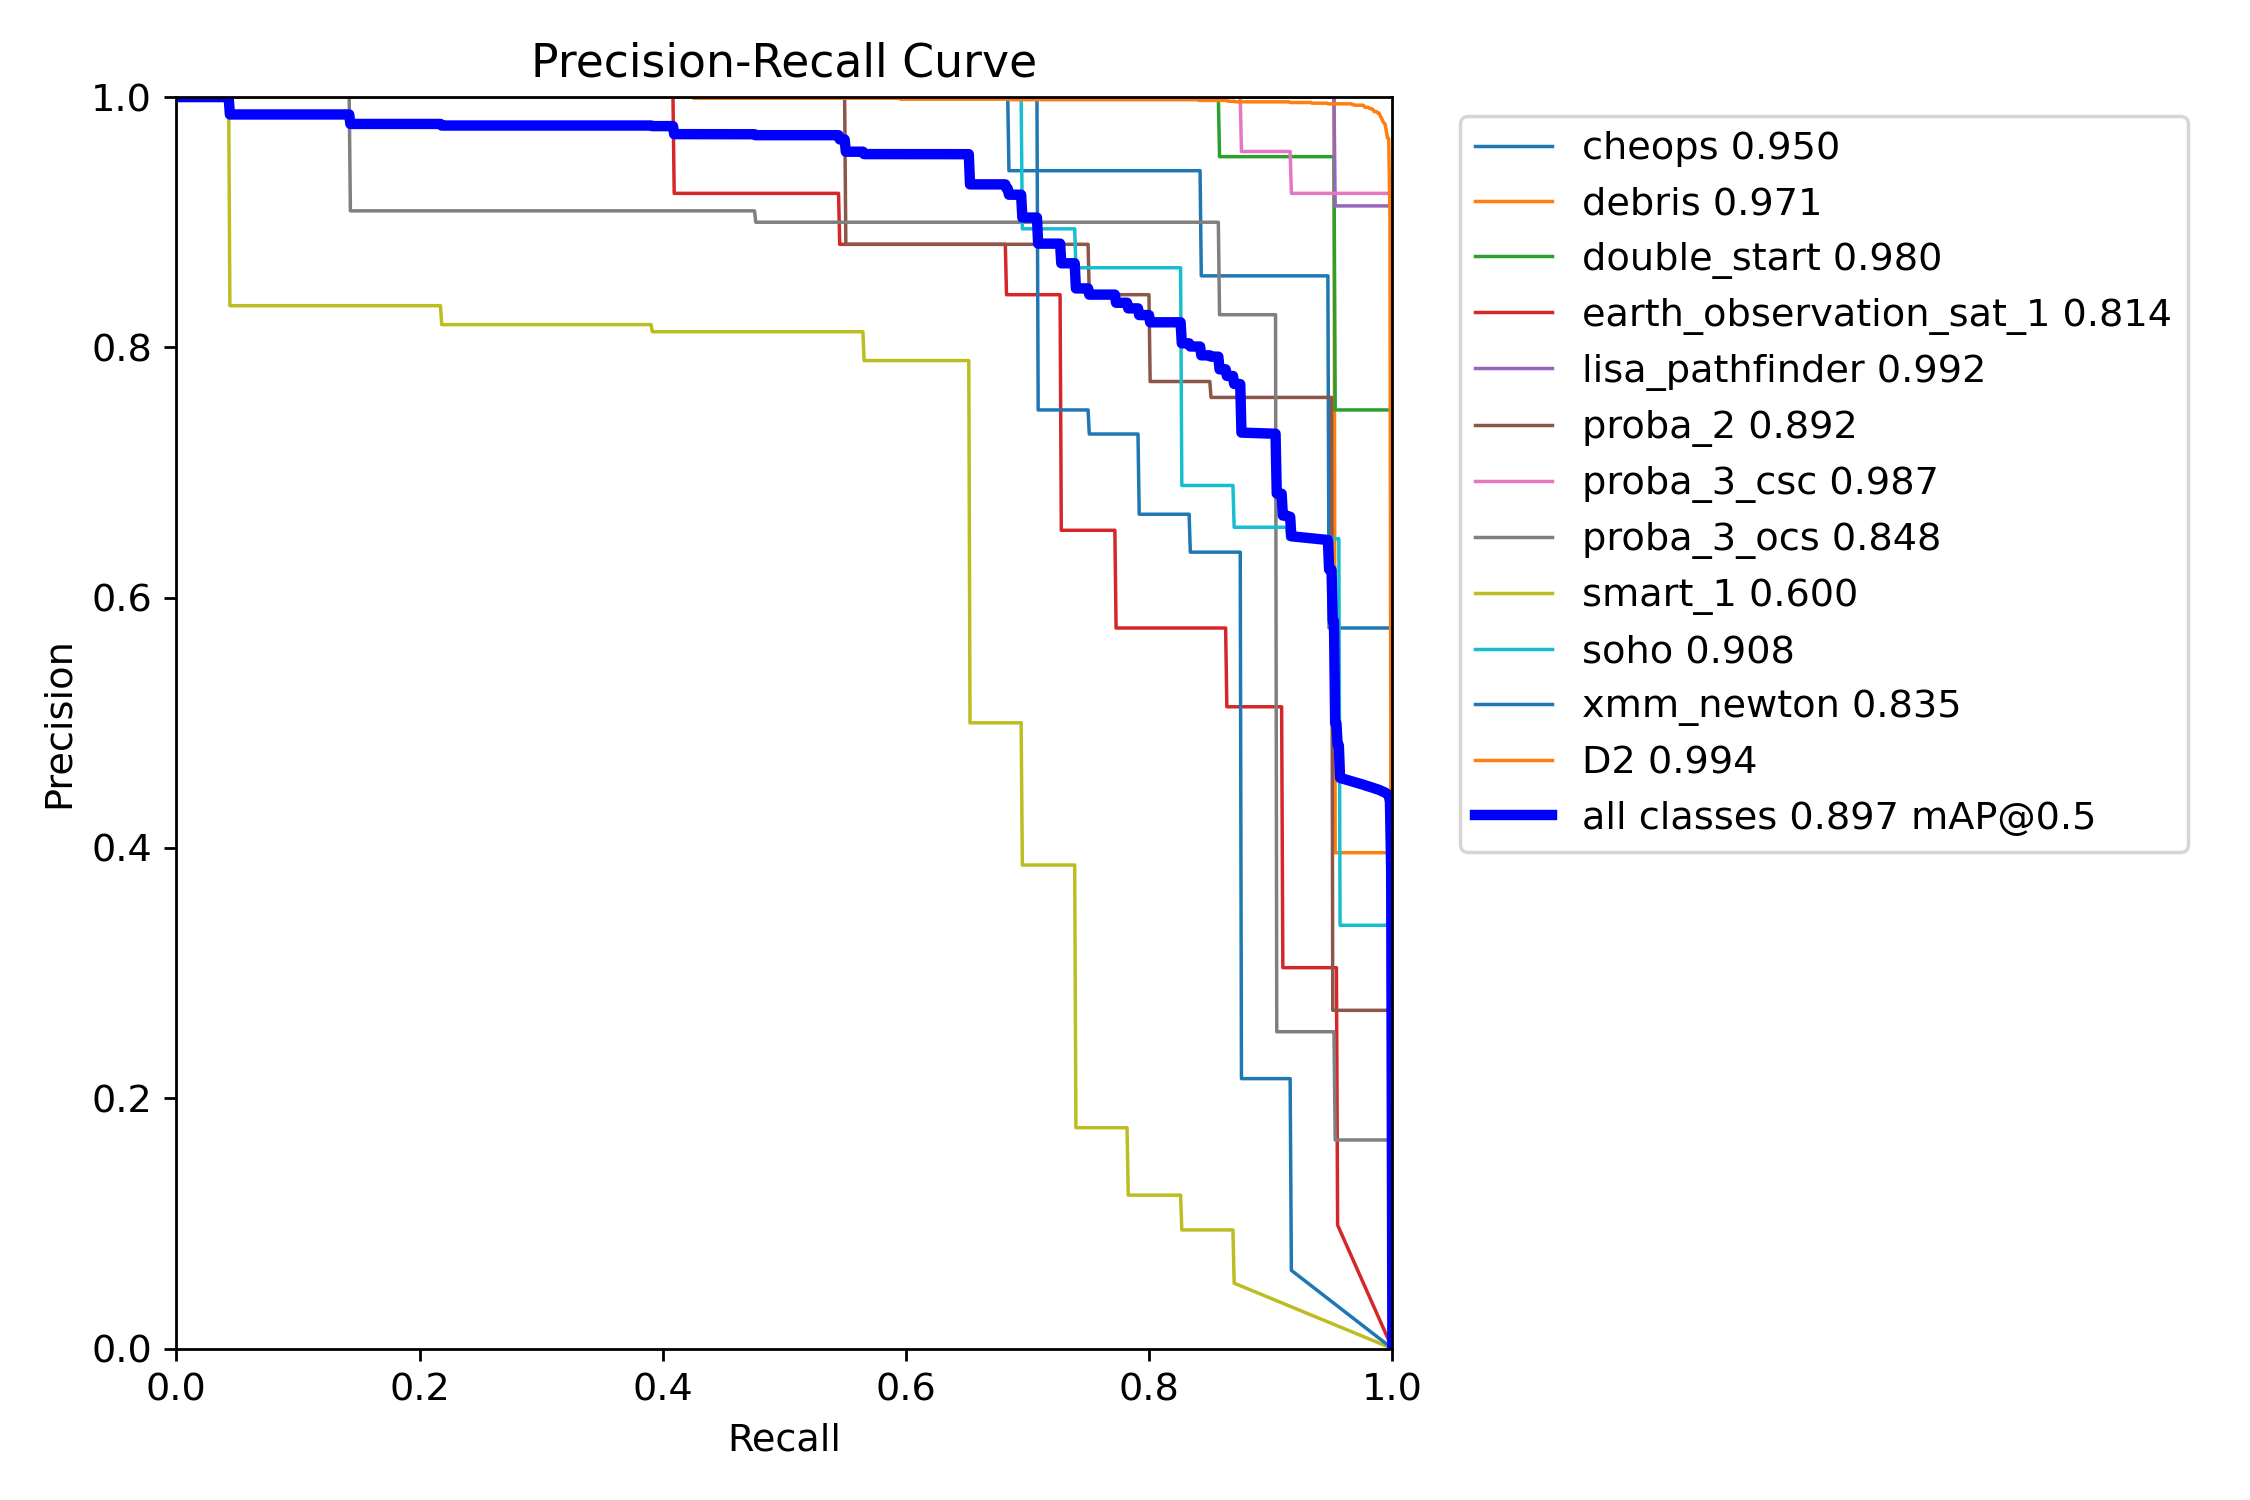 Precision-Recall Curve
1.0
0.8
0.6
0.4
0.2
0.0
Precision
0.0 0.2 0.4 0.6 0.8 1.0
Recall
cheops 0.950
debris 0.971
double_start 0.980
earth_observation_sat_1 0.814
lisa_pathfinder 0.992
proba_2 0.892
proba_3_csc 0.987
proba_3_ocs 0.848
smart_1 0.600
soho 0.908
xmm_newton 0.835
D2 0.994
all classes 0.897 mAP@0.5